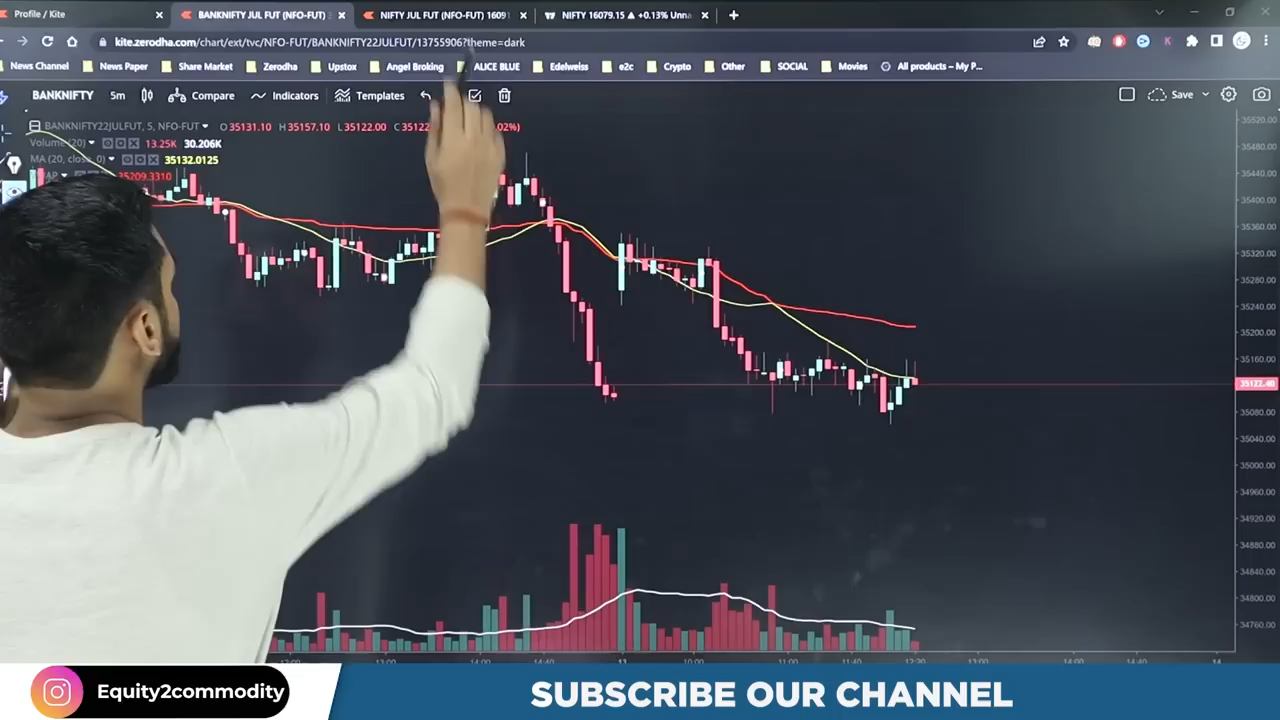 Profile / Kite
BANKNIFTY JUL FUT (NFO-FUT)
NIFTY JUL FUT (NFO-FUT) 1609
NIFTY 16079.15 ▲ +0.13% Unna
kite.zerodha.com/chart/ext/tvc/NFO-FUT/BANKNIFTY22JULFUT/13755906?theme=dark
News Channel News Paper Share Market Zerodha Upstox Angel Broking ALICE BLUE Edelweiss e2c Crypto Other SOCIAL Movies All products – My P...
BANKNIFTY 5m Compare Indicators Templates Save
BANKNIFTY22JULFUT, 5, NFO-FUT O 35131.10 H 35157.10 L 35122.00 C 35122 02%)
Volume (20) 13.25K 30.206K
MA (20, close, 0) 35132.0125
35209.3310
35520.00
35480.00
35440.00
35400.00
35360.00
35320.00
35280.00
35240.00
35200.00
35160.00
35122.40
35080.00
35040.00
35000.00
34960.00
34920.00
34880.00
34840.00
34800.00
34760.00
13:00 14:00 14:40 10:00 11:00 11:40 12:20 13:00 14:00 14:40 14
Equity2commodity
SUBSCRIBE OUR CHANNEL